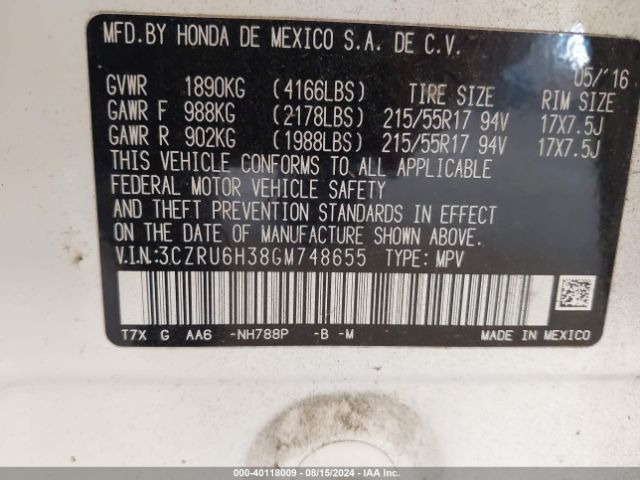 MFD.BY HONDA DE MEXICO S.A. DE C.V.
05/'16
GVWR 1890KG (4166LBS) TIRE SIZE RIM SIZE
GAWR F 988KG (2178LBS) 215/55R17 94V 17X7.5J
GAWR R 902KG (1988LBS) 215/55R17 94V 17X7.5J
THIS VEHICLE CONFORMS TO ALL APPLICABLE
FEDERAL MOTOR VEHICLE SAFETY
AND THEFT PREVENTION STANDARDS IN EFFECT
ON THE DATE OF MANUFACTURE SHOWN ABOVE.
V.I.N.:3CZRU6H38GM748655 TYPE: MPV
T7X G AA6 -NH788P -B -M MADE IN MEXICO
000-40118009 - 08/15/2024 - IAA Inc.